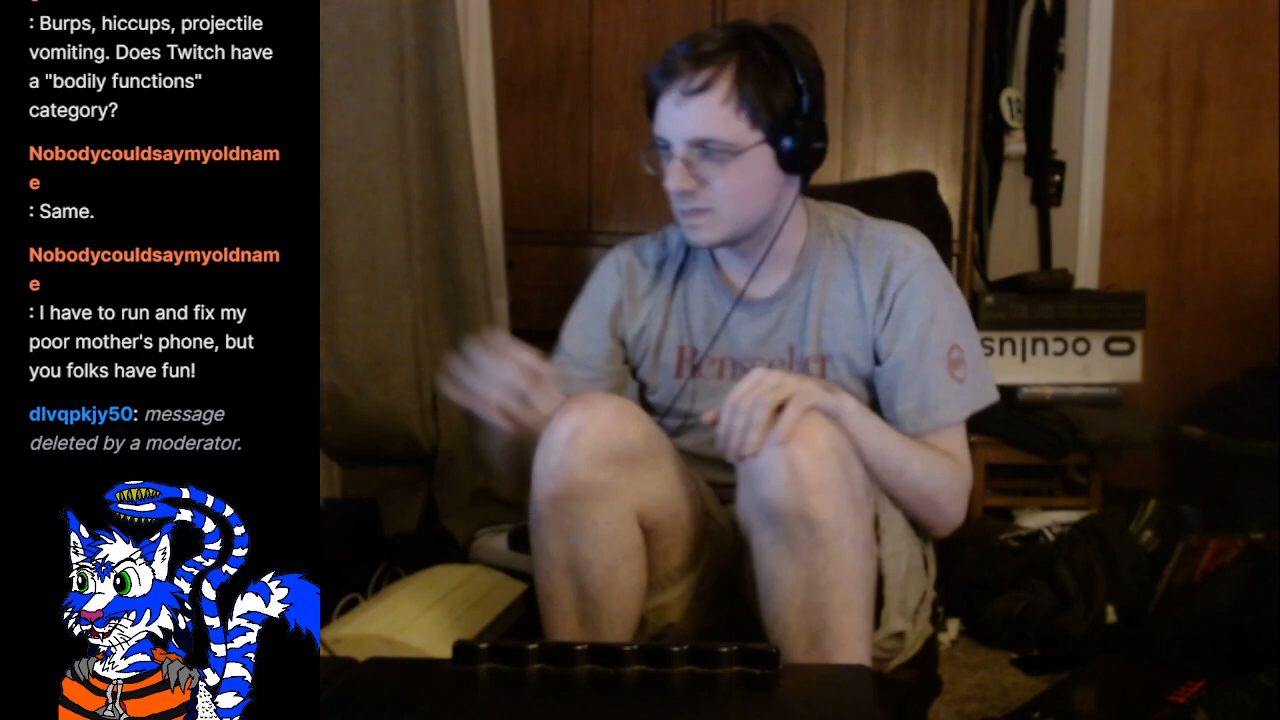 : Burps, hiccups, projectile
vomiting. Does Twitch have
a "bodily functions"
category?
Nobodycouldsaymyoldnam
e
: Same.
Nobodycouldsaymyoldnam
e
: I have to run and fix my
poor mother's phone, but
you folks have fun!
dlvqpkjy50: message
deleted by a moderator.
Rensselaer
oculus
18